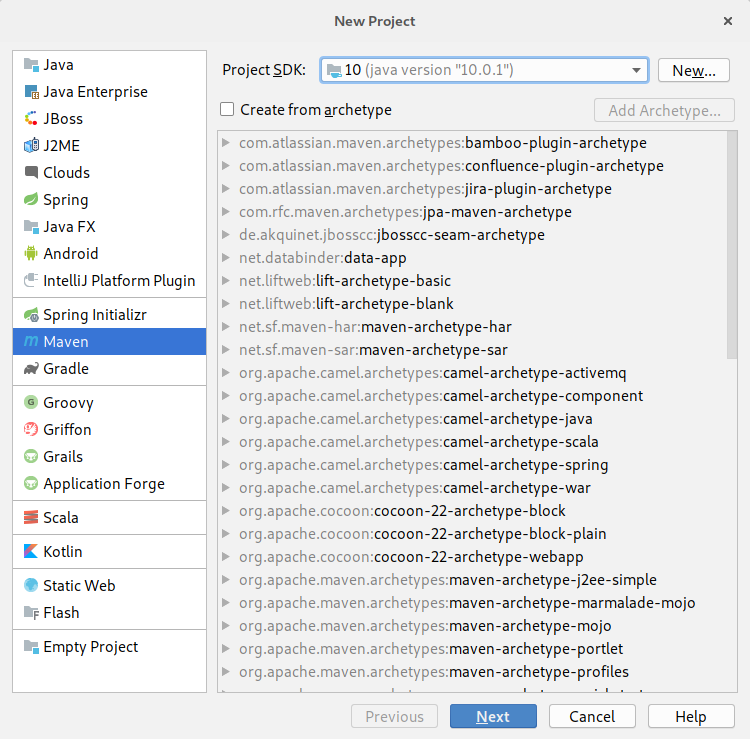 New Project
Java
Java Enterprise
JBoss
J2ME
Clouds
Spring
Java FX
Android
IntelliJ Platform Plugin
Spring Initializr
Maven
Gradle
Groovy
Griffon
Grails
Application Forge
Scala
Kotlin
Static Web
Flash
Empty Project
Project SDK: 10 (java version "10.0.1") New...
Create from archetype Add Archetype...
com.atlassian.maven.archetypes:bamboo-plugin-archetype
com.atlassian.maven.archetypes:confluence-plugin-archetype
com.atlassian.maven.archetypes:jira-plugin-archetype
com.rfc.maven.archetypes:jpa-maven-archetype
de.akquinet.jbosscc:jbosscc-seam-archetype
net.databinder:data-app
net.liftweb:lift-archetype-basic
net.liftweb:lift-archetype-blank
net.sf.maven-har:maven-archetype-har
net.sf.maven-sar:maven-archetype-sar
org.apache.camel.archetypes:camel-archetype-activemq
org.apache.camel.archetypes:camel-archetype-component
org.apache.camel.archetypes:camel-archetype-java
org.apache.camel.archetypes:camel-archetype-scala
org.apache.camel.archetypes:camel-archetype-spring
org.apache.camel.archetypes:camel-archetype-war
org.apache.cocoon:cocoon-22-archetype-block
org.apache.cocoon:cocoon-22-archetype-block-plain
org.apache.cocoon:cocoon-22-archetype-webapp
org.apache.maven.archetypes:maven-archetype-j2ee-simple
org.apache.maven.archetypes:maven-archetype-marmalade-mojo
org.apache.maven.archetypes:maven-archetype-mojo
org.apache.maven.archetypes:maven-archetype-portlet
org.apache.maven.archetypes:maven-archetype-profiles
Previous Next Cancel Help